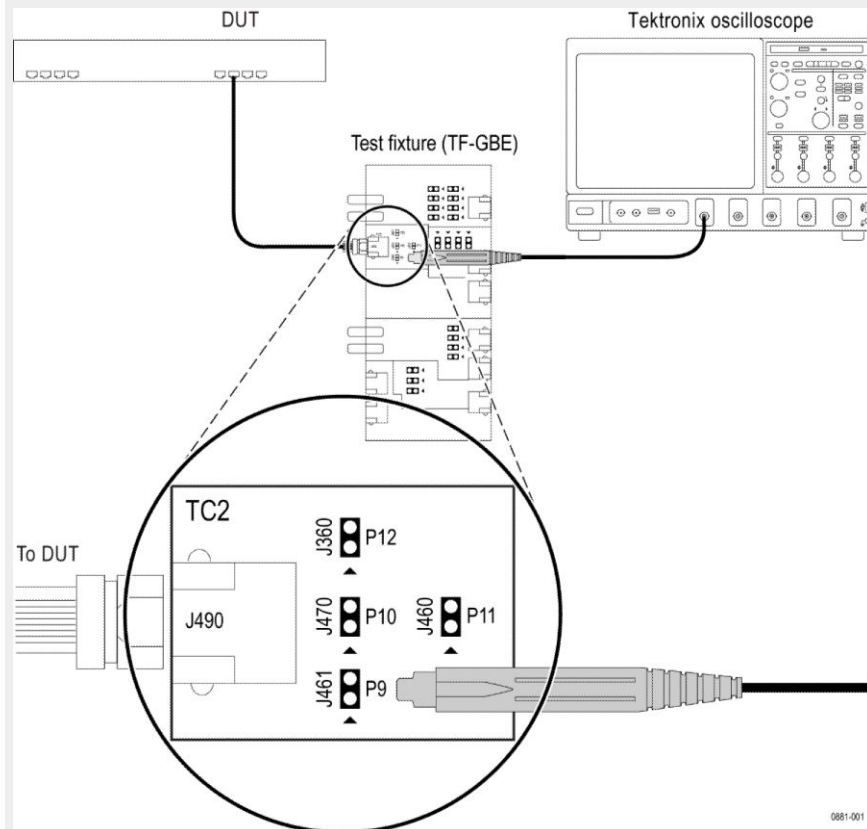 DUT
Tektronix oscilloscope
Test fixture (TF-GBE)
TC2
To DUT
J490
J360
P12
J470
P10
J460
P11
J461
P9
0881-001